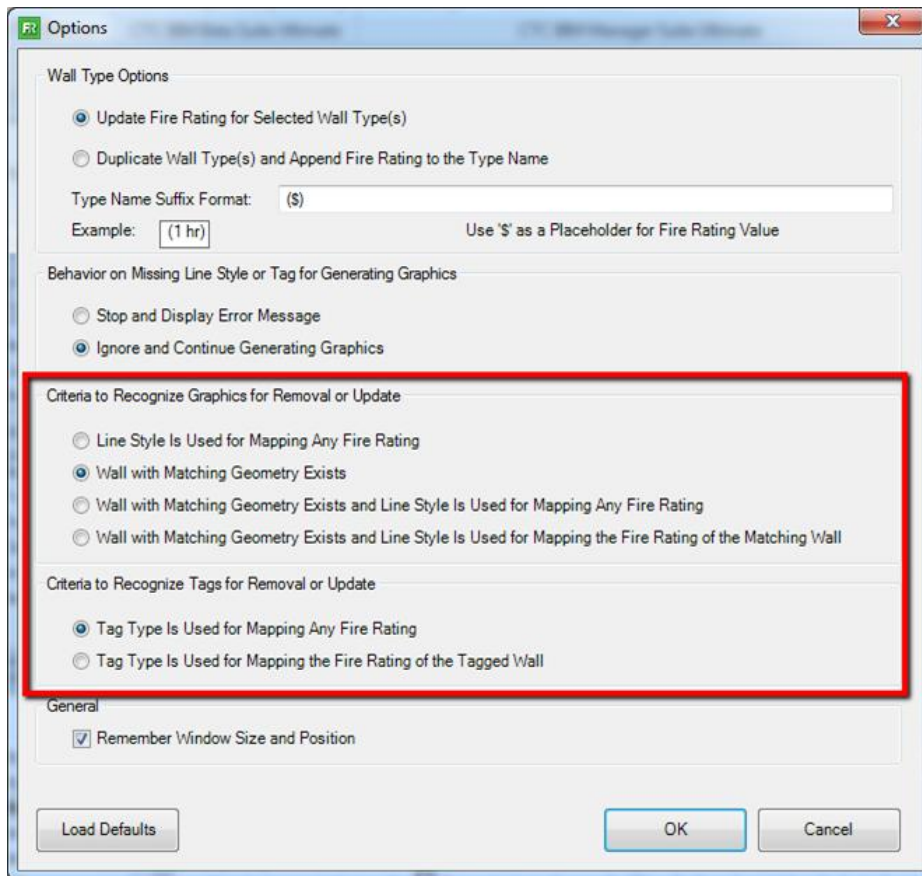 FR Options
Wall Type Options
Update Fire Rating for Selected Wall Type(s)
Duplicate Wall Type(s) and Append Fire Rating to the Type Name
Type Name Suffix Format: ($)
Example: (1 hr) Use '$' as a Placeholder for Fire Rating Value
Behavior on Missing Line Style or Tag for Generating Graphics
Stop and Display Error Message
Ignore and Continue Generating Graphics
Criteria to Recognize Graphics for Removal or Update
Line Style Is Used for Mapping Any Fire Rating
Wall with Matching Geometry Exists
Wall with Matching Geometry Exists and Line Style Is Used for Mapping Any Fire Rating
Wall with Matching Geometry Exists and Line Style Is Used for Mapping the Fire Rating of the Matching Wall
Criteria to Recognize Tags for Removal or Update
Tag Type Is Used for Mapping Any Fire Rating
Tag Type Is Used for Mapping the Fire Rating of the Tagged Wall
General
Remember Window Size and Position
Load Defaults OK Cancel